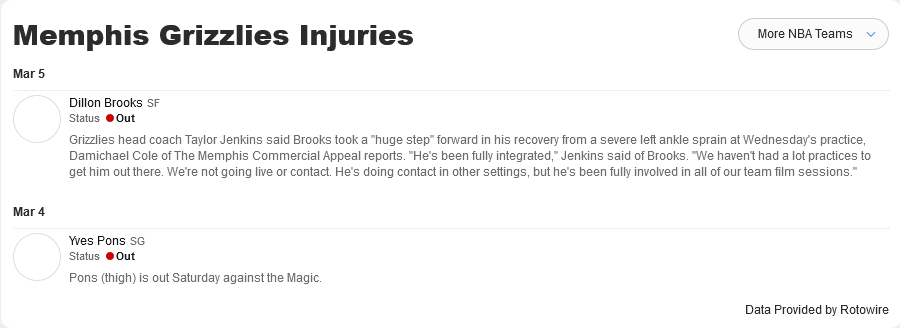 Memphis Grizzlies Injuries
More NBA Teams
Mar 5
Dillon Brooks SF
Status Out
Grizzlies head coach Taylor Jenkins said Brooks took a "huge step" forward in his recovery from a severe left ankle sprain at Wednesday's practice,
Damichael Cole of The Memphis Commercial Appeal reports. "He's been fully integrated," Jenkins said of Brooks. "We haven't had a lot practices to
get him out there. We're not going live or contact. He's doing contact in other settings, but he's been fully involved in all of our team film sessions."
Mar 4
Yves Pons SG
Status Out
Pons (thigh) is out Saturday against the Magic.
Data Provided by Rotowire